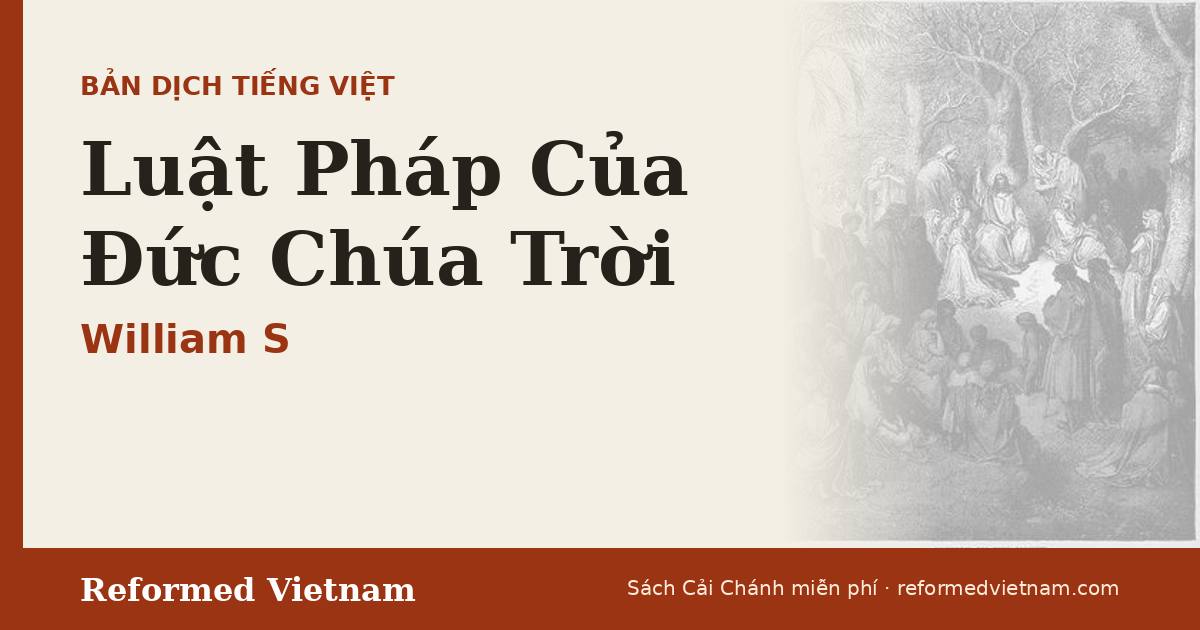 BẢN DỊCH TIẾNG VIỆT
Luật Pháp Của
Đức Chúa Trời
William S
Reformed Vietnam
Sách Cải Chánh miễn phí · reformedvietnam.com